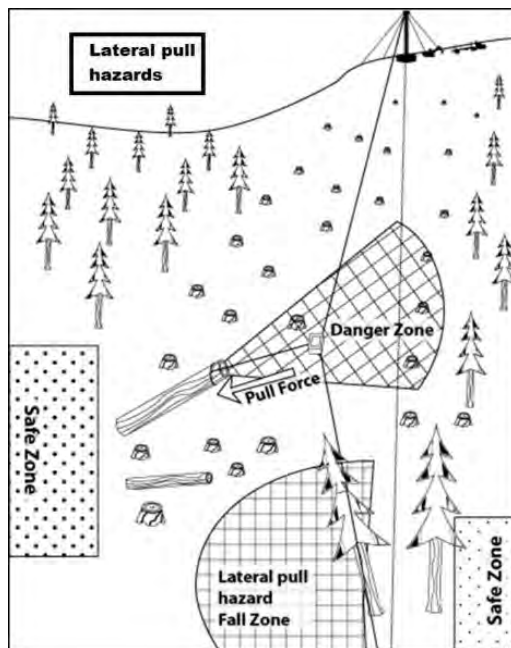 Lateral pull
hazards
Danger Zone
Pull Force
Safe Zone
Lateral pull
hazard
Fall Zone
Safe Zone